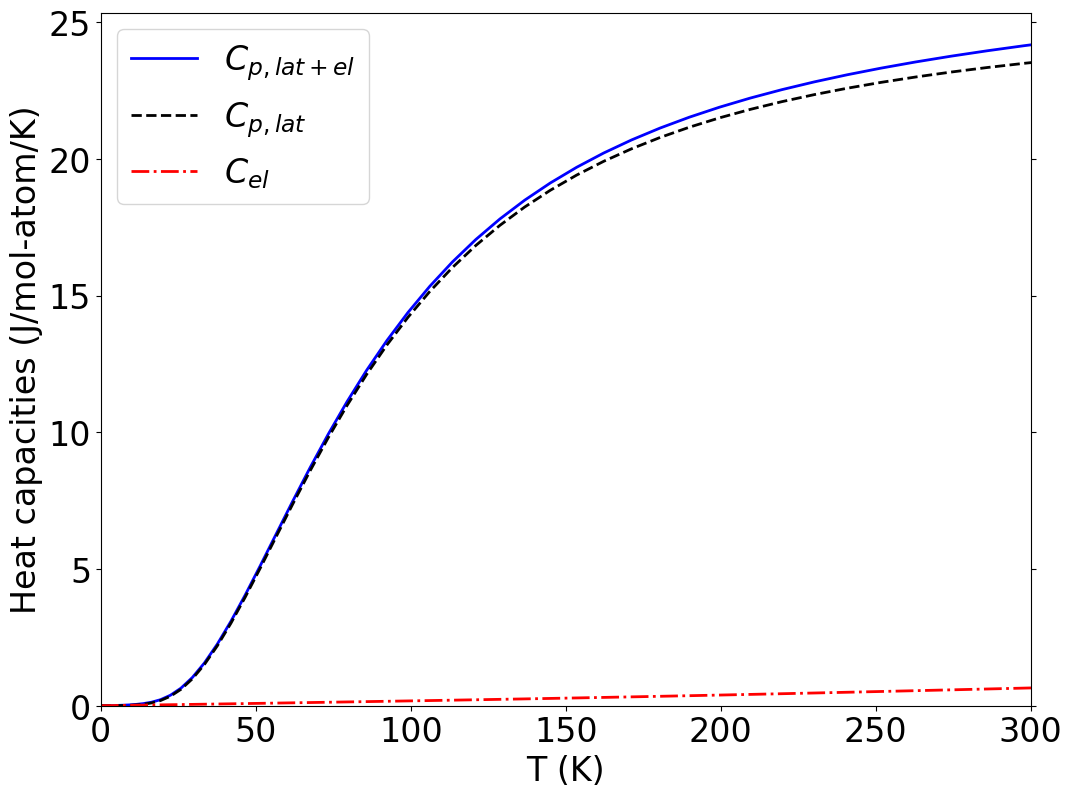 25
20
15
10
5
0
Heat capacities (J/mol-atom/K)
C_{p, lat+el}
C_{p, lat}
C_{el}
0 50 100 150 200 250 300
T (K)